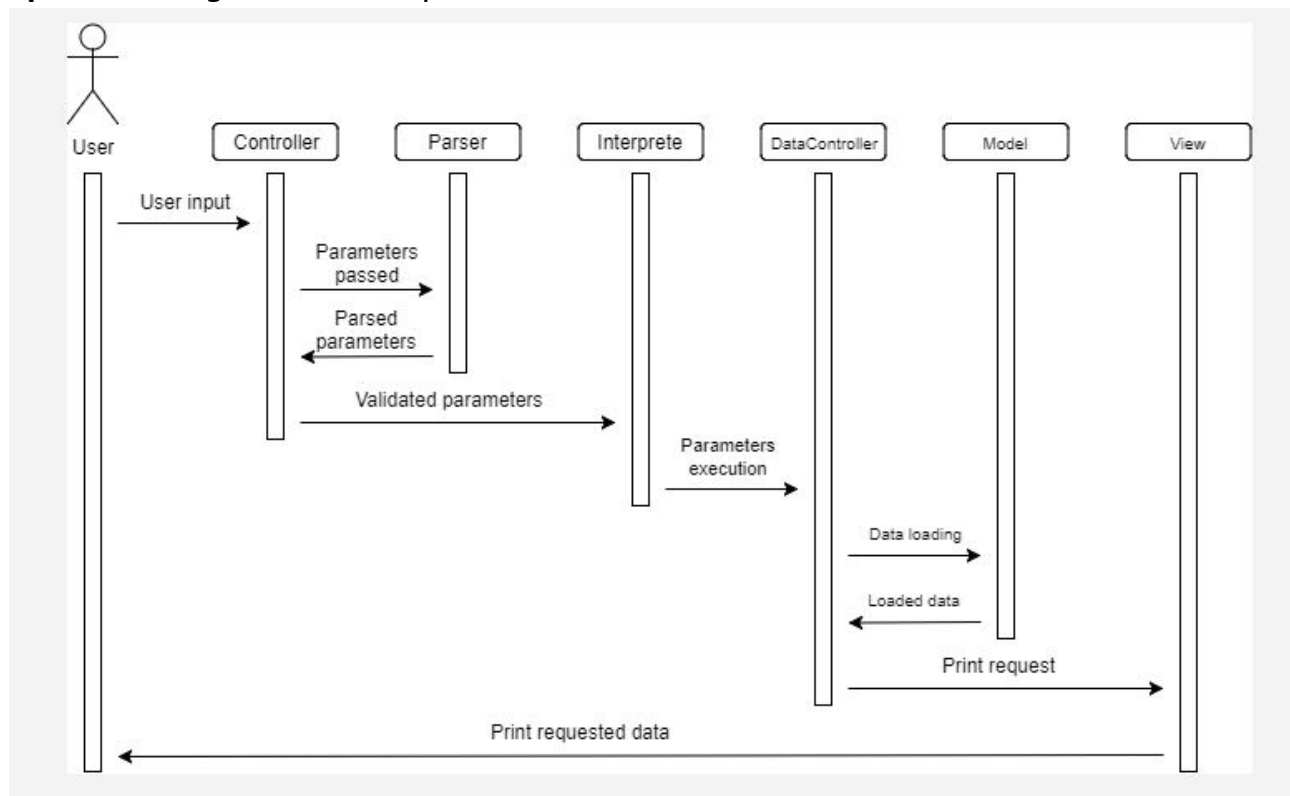 User
Controller
Parser
Interprete
DataController
Model
View
User input
Parameters
passed
Parsed
parameters
Validated parameters
Parameters
execution
Data loading
Loaded data
Print request
Print requested data